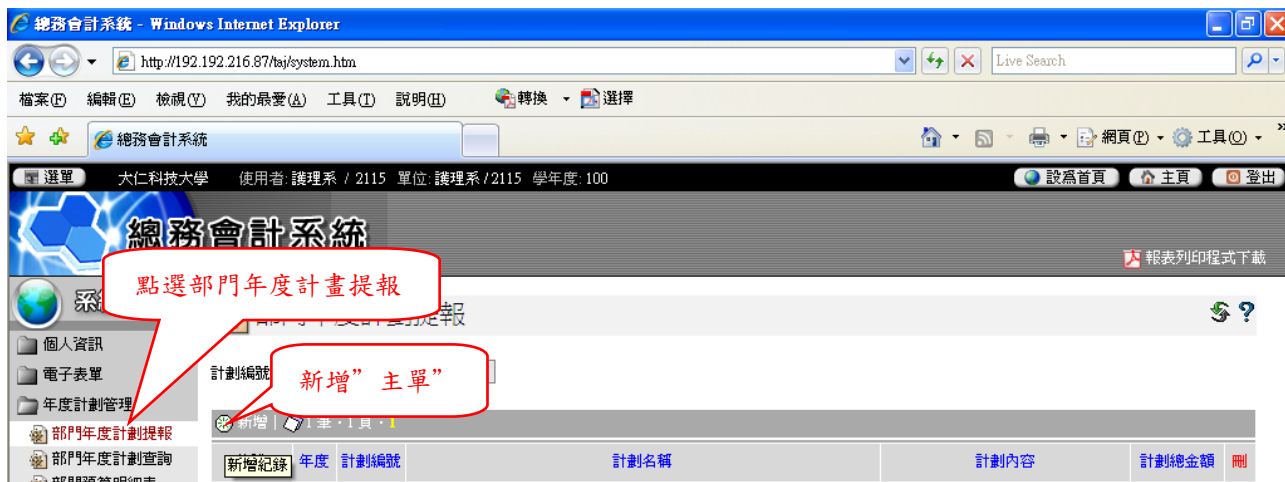 總務會計系統 - Windows Internet Explorer
http://192.192.216.87/taj/system.htm
Live Search
檔案(F) 編輯(E) 檢視(V) 我的最愛(A) 工具(T) 說明(H) 轉換 選擇
總務會計系統
網頁(P) 工具(O)
選單 大仁科技大學 使用者:護理系 / 2115 單位:護理系/2115 學年度:100 設為首頁 主頁 登出
總務會計系統
報表列印程式下載
點選部門年度計畫提報
個人資訊
電子表單
計劃編號
新增”主單”
年度計劃管理
新增 | 1 筆‧1 頁‧1
部門年度計劃提報
部門年度計劃查詢
新增紀錄 年度 計劃編號 計劃名稱 計劃內容 計劃總金額 刪